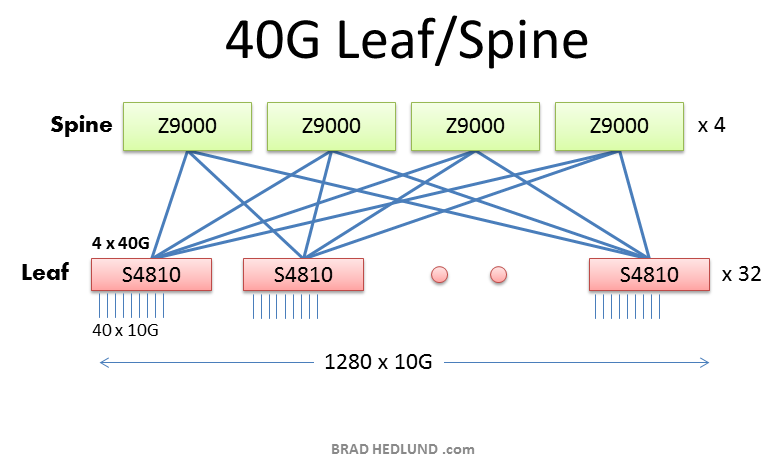 40G Leaf/Spine
Spine
Z9000
Z9000
Z9000
Z9000
x 4
4 x 40G
Leaf
S4810
S4810
S4810
x 32
40 x 10G
1280 x 10G
BRAD HEDLUND .com